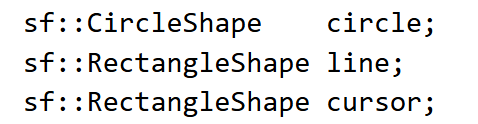 sf::CircleShape    circle;
sf::RectangleShape line;
sf::RectangleShape cursor;